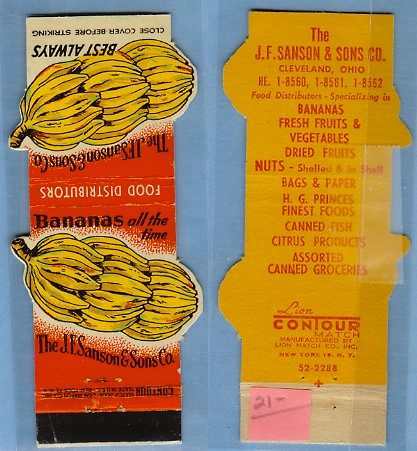 CLOSE COVER BEFORE STRIKING
BEST ALWAYS
The J.F. Sanson & Sons Co.
FOOD DISTRIBUTORS
Bananas all the
time
The J.F. Sanson & Sons Co.
CONTOUR
The
J. F. SANSON & SONS CO.
CLEVELAND, OHIO
HE. 1-8560, 1-8561, 1-8562
Food Distributors - Specializing in
BANANAS
FRESH FRUITS &
VEGETABLES
DRIED FRUITS
NUTS - Shelled & in Shell
BAGS & PAPER
H. G. PRINCES
FINEST FOODS
CANNED FISH
CITRUS PRODUCTS
ASSORTED
CANNED GROCERIES
Lion
CONTOUR
MATCH
MANUFACTURED BY
LION MATCH CO., INC.
NEW YORK 18, N. Y.
52-2288
21-